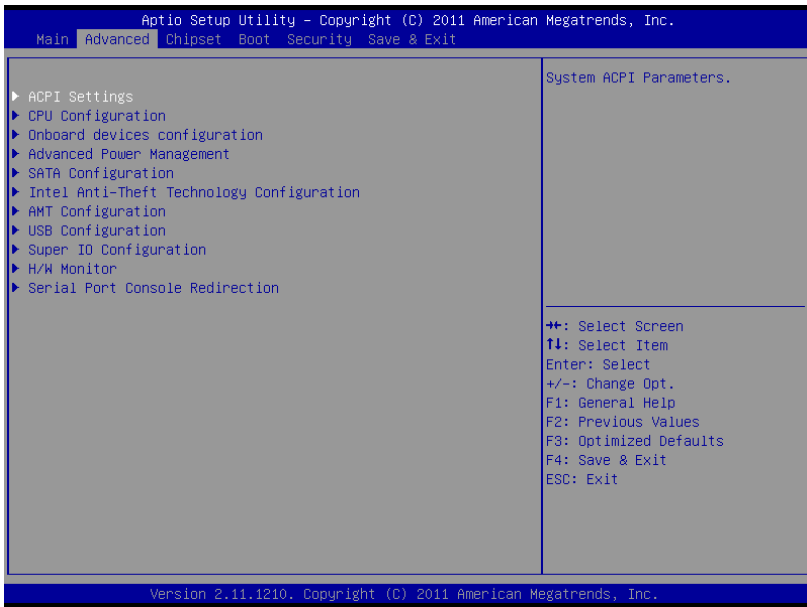 Aptio Setup Utility – Copyright (C) 2011 American Megatrends, Inc.
Main Advanced Chipset Boot Security Save & Exit
System ACPI Parameters.
▶ ACPI Settings
▶ CPU Configuration
▶ Onboard devices configuration
▶ Advanced Power Management
▶ SATA Configuration
▶ Intel Anti-Theft Technology Configuration
▶ AMT Configuration
▶ USB Configuration
▶ Super IO Configuration
▶ H/W Monitor
▶ Serial Port Console Redirection
→←: Select Screen
↑↓: Select Item
Enter: Select
+/-: Change Opt.
F1: General Help
F2: Previous Values
F3: Optimized Defaults
F4: Save & Exit
ESC: Exit
Version 2.11.1210. Copyright (C) 2011 American Megatrends, Inc.